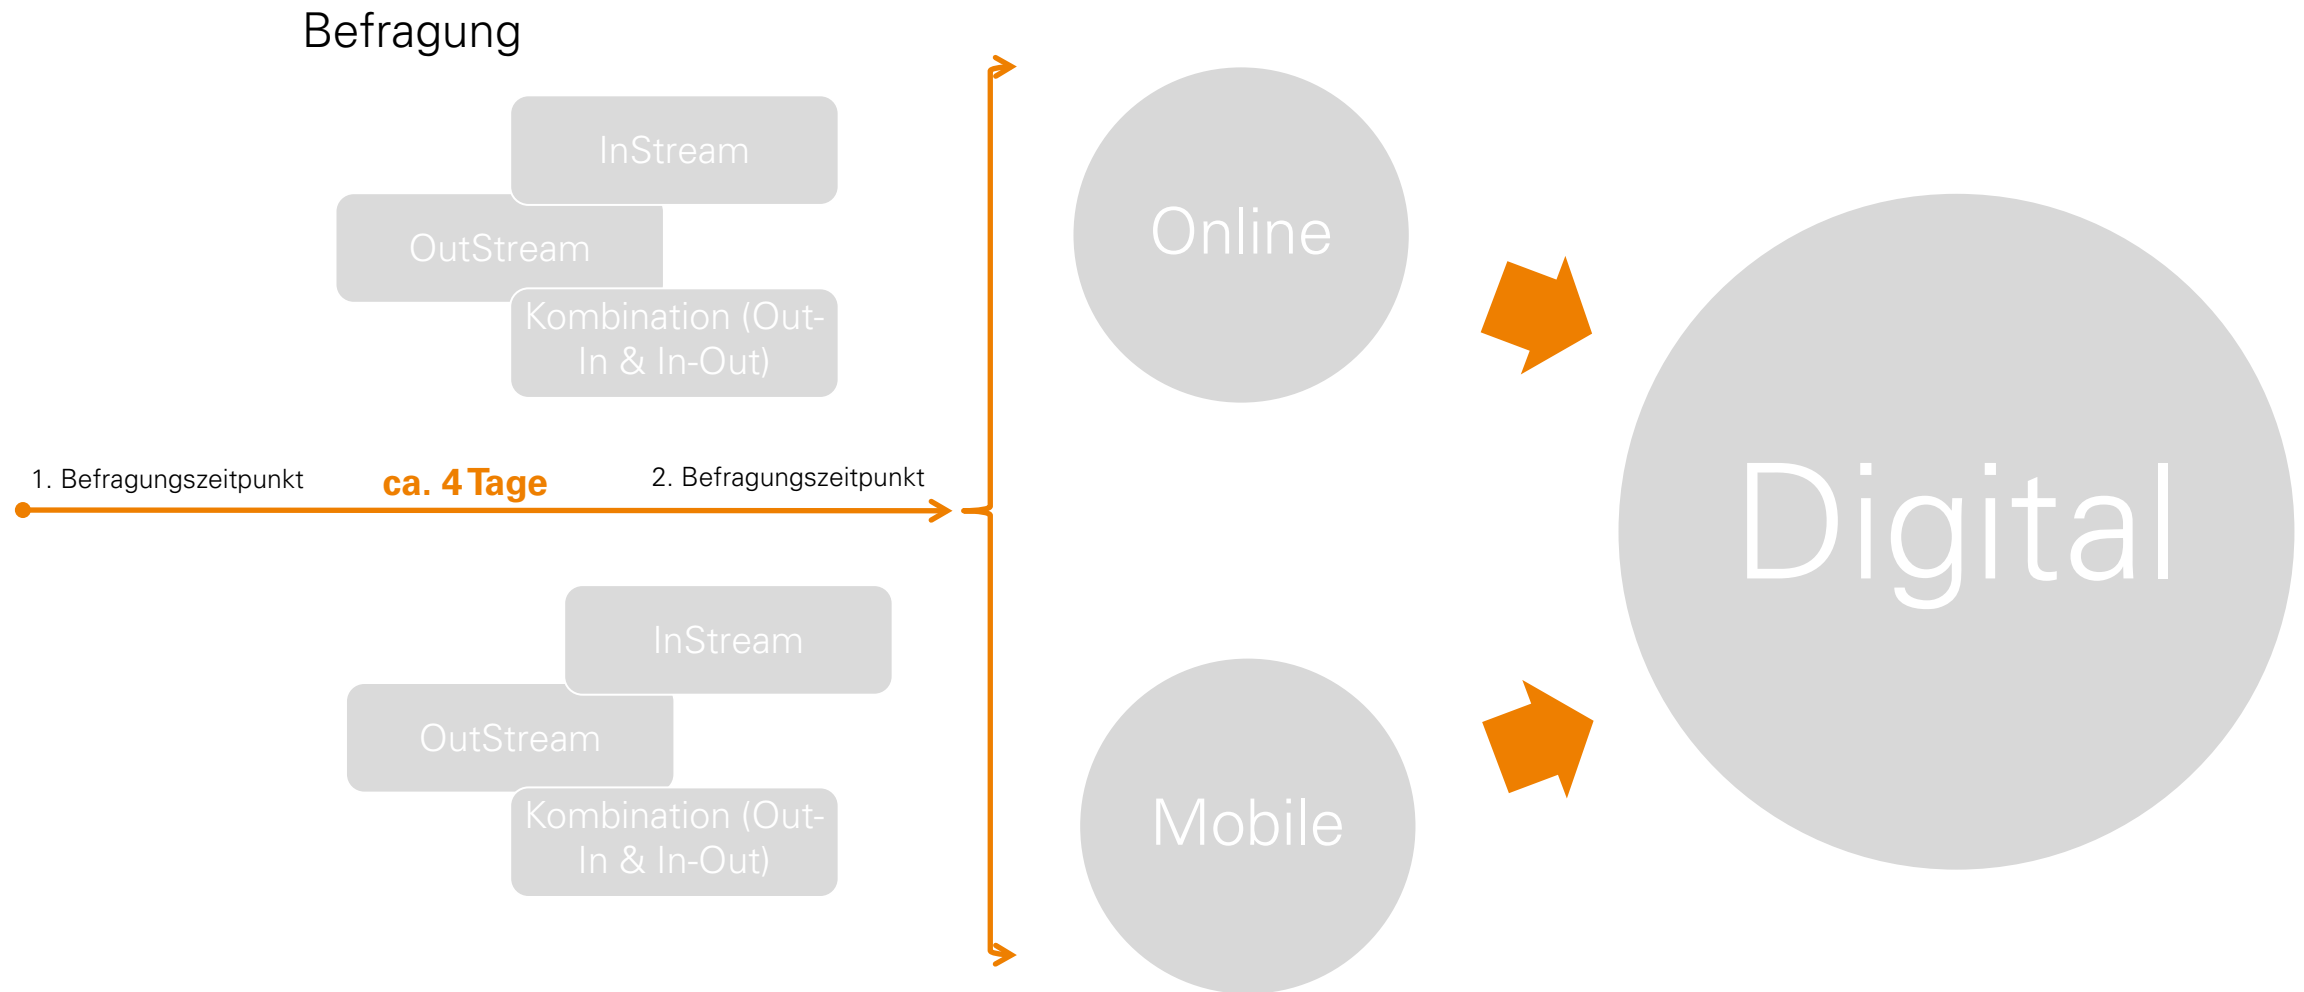 Befragung
InStream
OutStream
Kombination (Out-
In & In-Out)
1. Befragungszeitpunkt
ca. 4 Tage
2. Befragungszeitpunkt
InStream
OutStream
Kombination (Out-
In & In-Out)
Online
Mobile
Digital